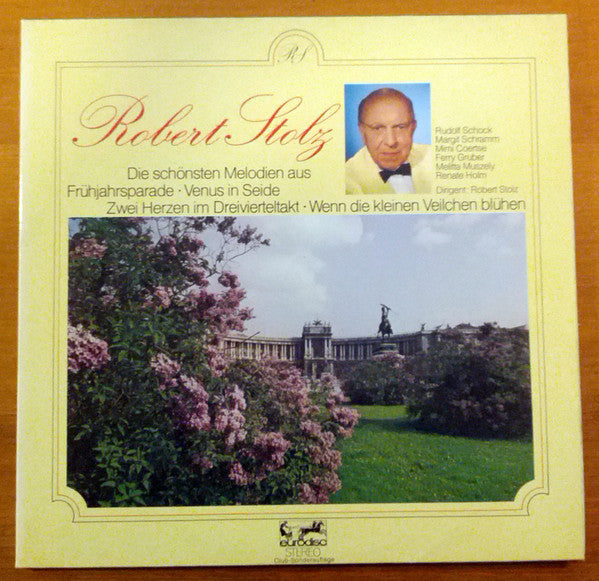 RS
Robert Stolz
Rudolf Schock
Margit Schramm
Mimi Coertse
Ferry Gruber
Melitta Muszely
Renate Holm
Dirigent: Robert Stolz
Die schönsten Melodien aus
Frühjahrsparade · Venus in Seide
Zwei Herzen im Dreivierteltakt · Wenn die kleinen Veilchen blühen
eurodisc
STEREO
Club-Sonderauflage